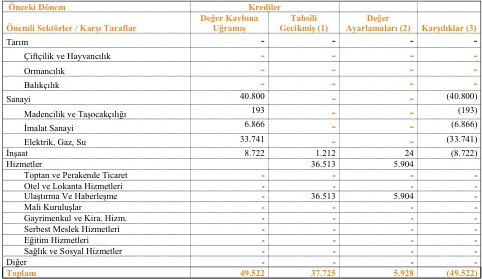 Önceki Dönem Krediler
Önemli Sektörler / Karşı Taraflar Değer Kaybına Uğramış Tahsili Gecikmiş (1) Değer Ayarlamaları (2) Karşılıklar (3)
Tarım - - - -
Çiftçilik ve Hayvancılık - - - -
Ormancılık - - - -
Balıkçılık - - - -
Sanayi 40.800 - - (40.800)
Madencilik ve Taşocakçılığı 193 - - (193)
İmalat Sanayi 6.866 - - (6.866)
Elektrik, Gaz, Su 33.741 - - (33.741)
İnşaat 8.722 1.212 24 (8.722)
Hizmetler 36.513 5.904
Toptan ve Perakende Ticaret - - - -
Otel ve Lokanta Hizmetleri - - - -
Ulaştırma Ve Haberleşme - 36.513 5.904 -
Mali Kuruluşlar - - - -
Gayrimenkul ve Kira. Hizm. - - - -
Serbest Meslek Hizmetleri - - - -
Eğitim Hizmetleri - - - -
Sağlık ve Sosyal Hizmetler - - - -
Diğer - - - -
Toplam 49.522 37.725 5.928 (49.522)